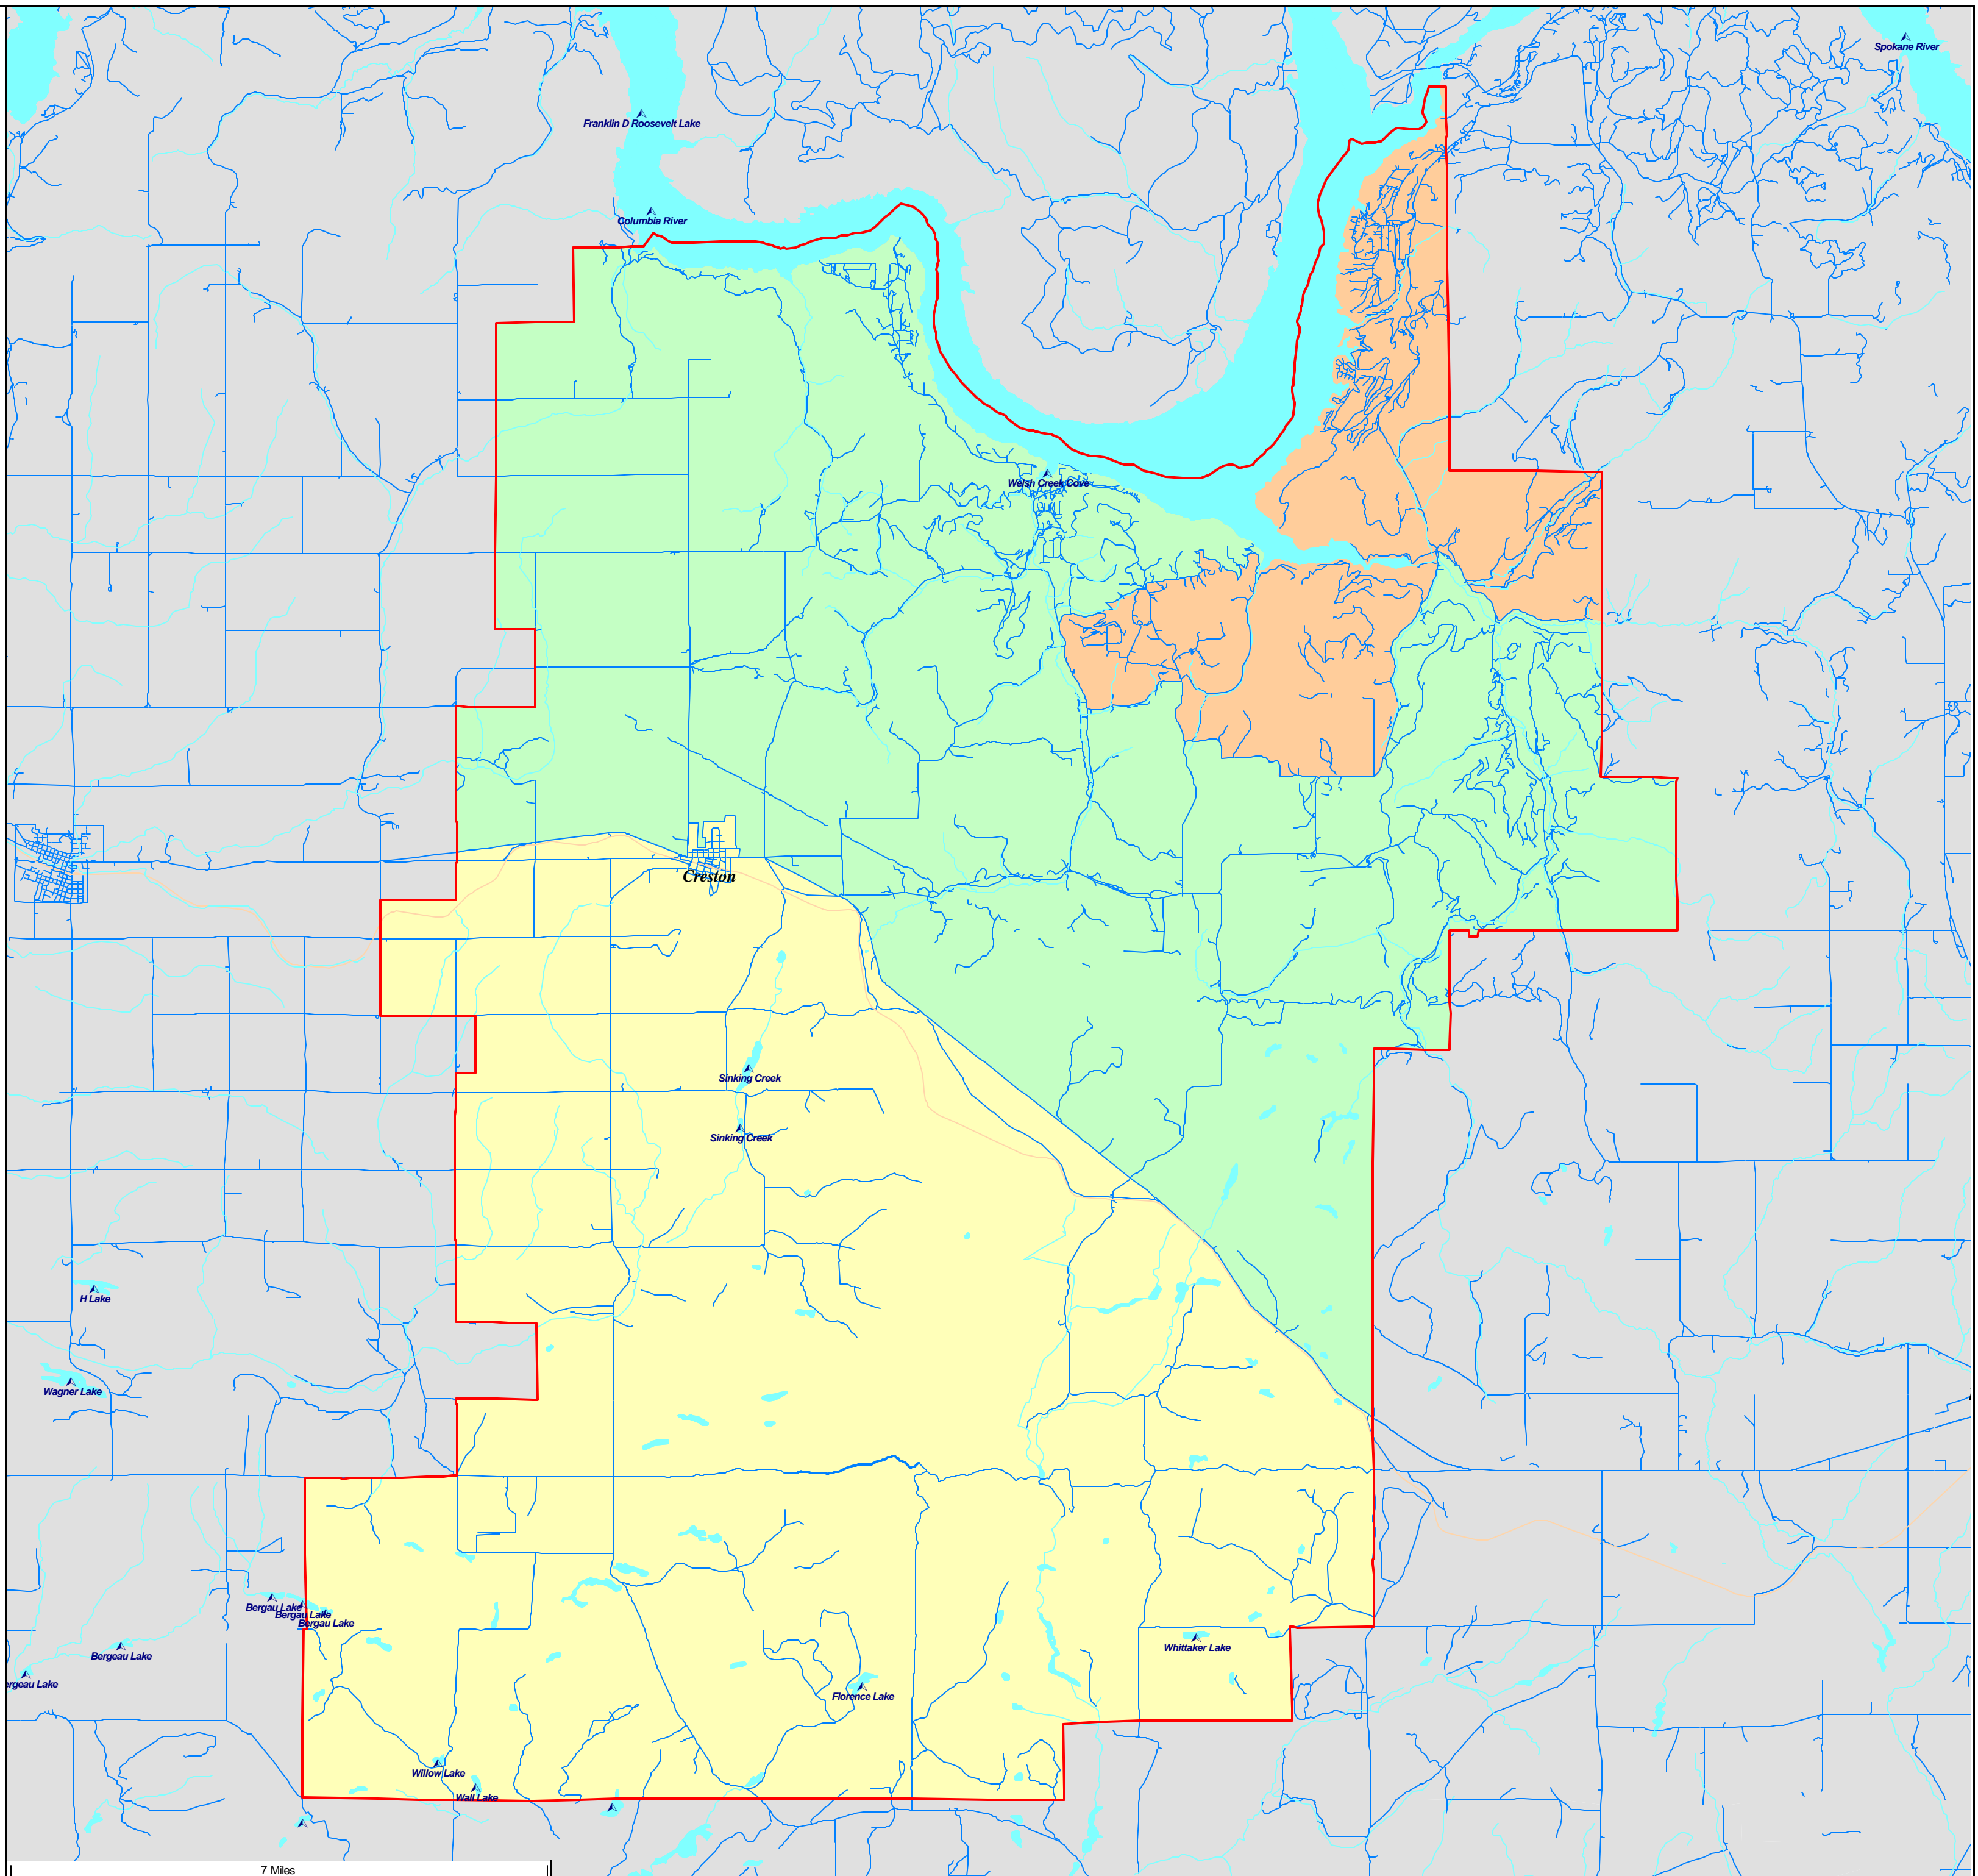 Spokane River
Franklin D Roosevelt Lake
Columbia River
Welsh Creek Cove
Creston
Sinking Creek
Sinking Creek
H Lake
Wagner Lake
Bergau Lake
Bergau Lake
Bergau Lake
Bergeau Lake
Whittaker Lake
ergeau Lake
Florence Lake
Willow Lake
Wall Lake
7 Miles